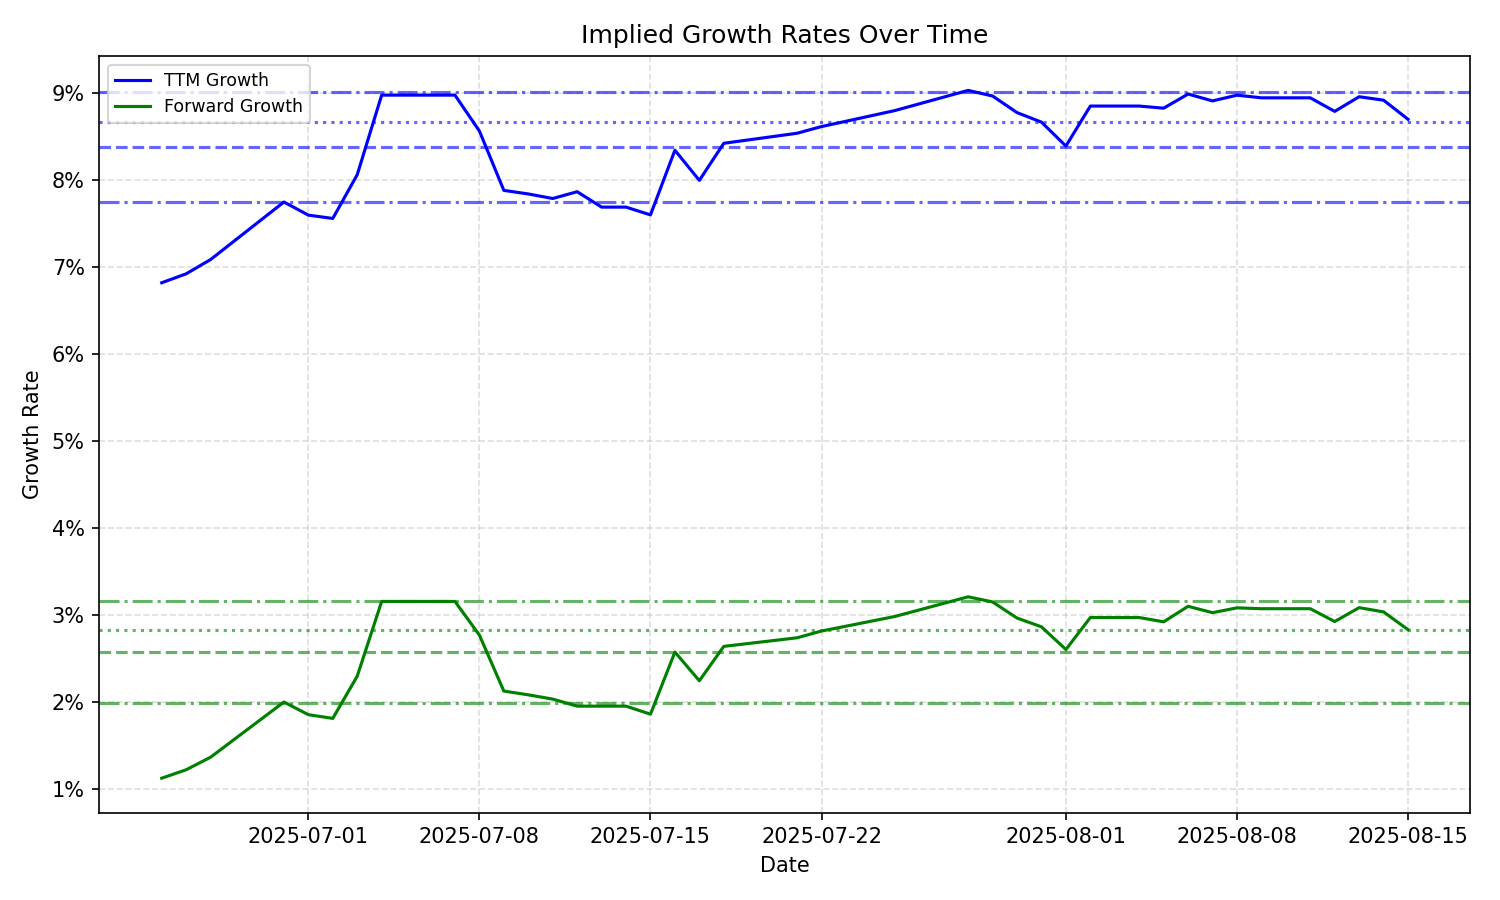 Implied Growth Rates Over Time
TTM Growth
Forward Growth
9%
8%
7%
6%
5%
4%
3%
2%
1%
Growth Rate
2025-07-01 2025-07-08 2025-07-15 2025-07-22 2025-08-01 2025-08-08 2025-08-15
Date